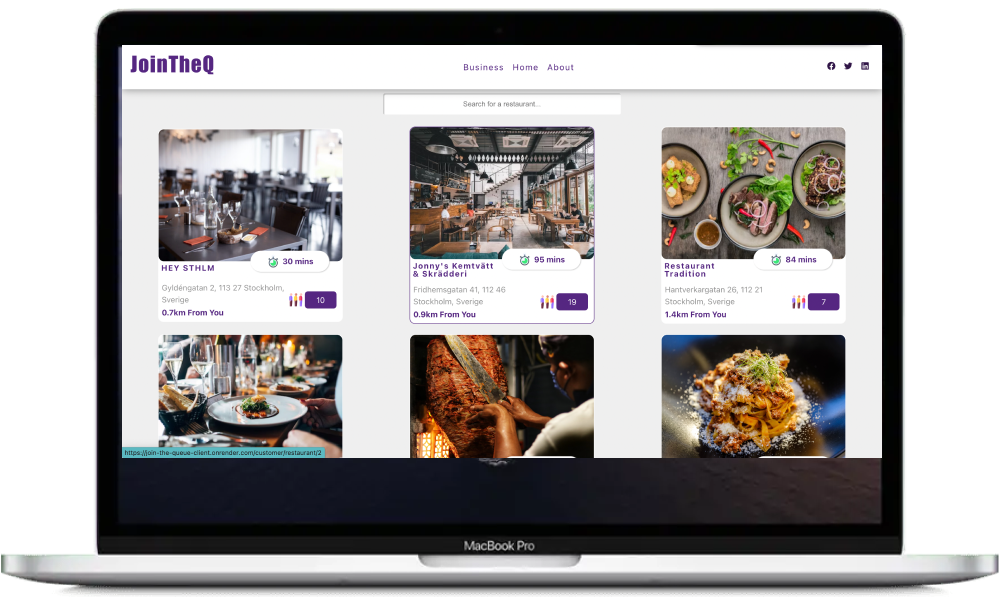 JoinTheQ
Business Home About
Search for a restaurant...
30 mins
HEY STHLM
Gyldéngatan 2, 113 27 Stockholm,
Sverige
10
0.7km From You
95 mins
Jonny's Kemtvätt
& Skrädderi
Fridhemsgatan 41, 112 46
Stockholm, Sverige
19
0.9km From You
84 mins
Restaurant
Tradition
Hantverkargatan 26, 112 21
Stockholm, Sverige
7
1.4km From You
https://join-the-queue-client.onrender.com/customer/restaurant/2
MacBook Pro